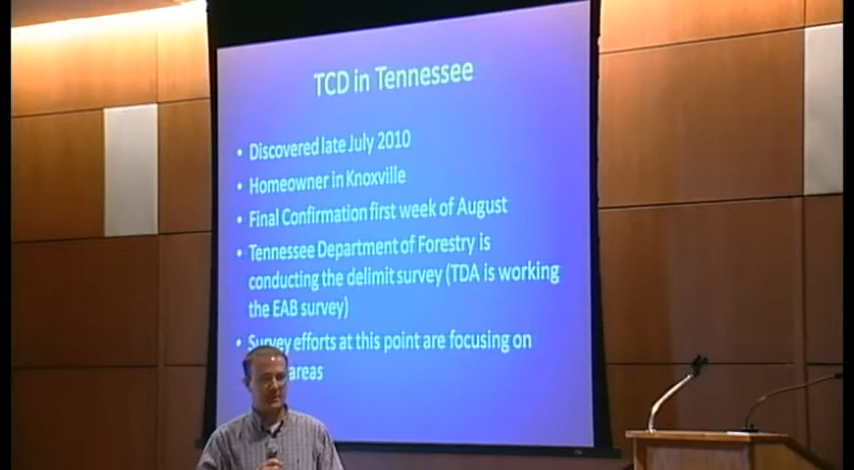 TCD in Tennessee
• Discovered late July 2010
• Homeowner in Knoxville
• Final Confirmation first week of August
• Tennessee Department of Forestry is
conducting the delimit survey (TDA is working
the EAB survey)
• Survey efforts at this point are focusing on
areas